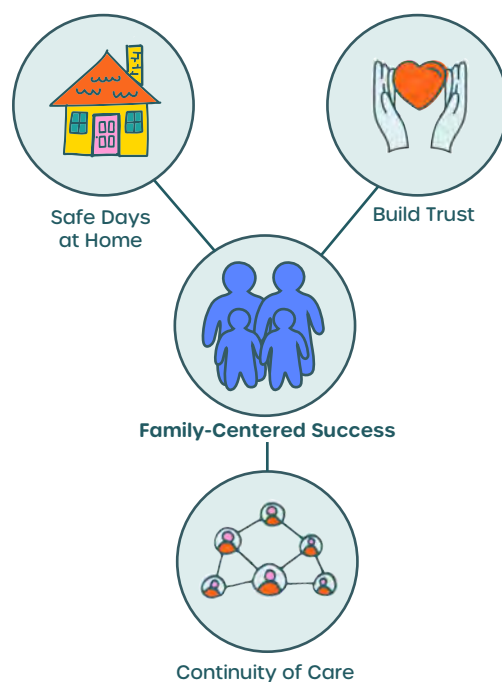 Safe Days
at Home
Build Trust
Family-Centered Success
Continuity of Care